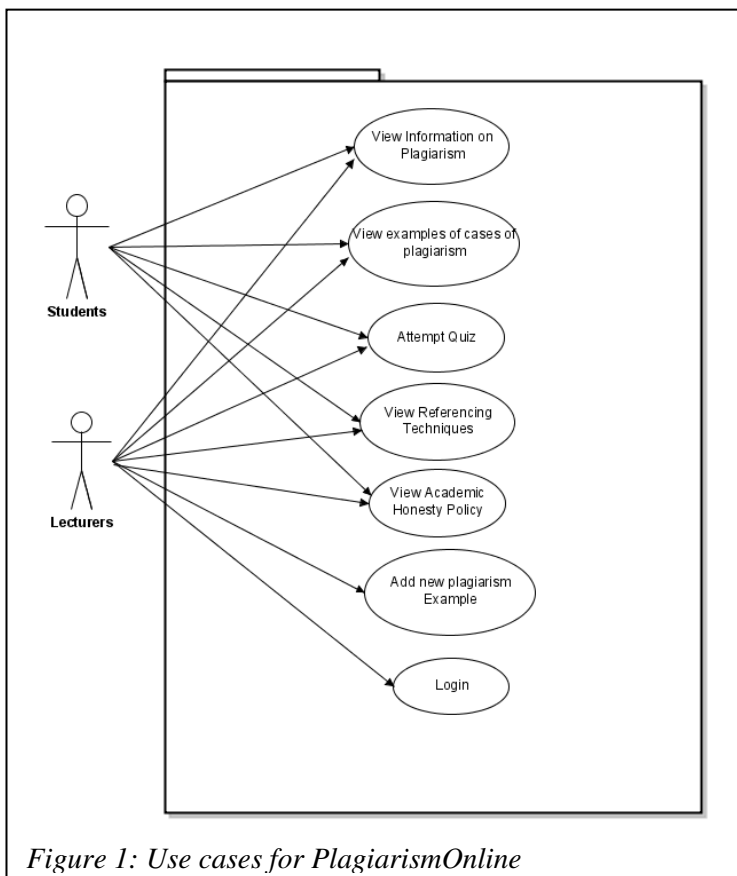 View Information on
Plagiarism
View examples of cases of
plagiarism
Students
Attempt Quiz
View Referencing
Techniques
Lecturers
View Academic
Honesty Policy
Add new plagiarism
Example
Login
Figure 1: Use cases for PlagiarismOnline